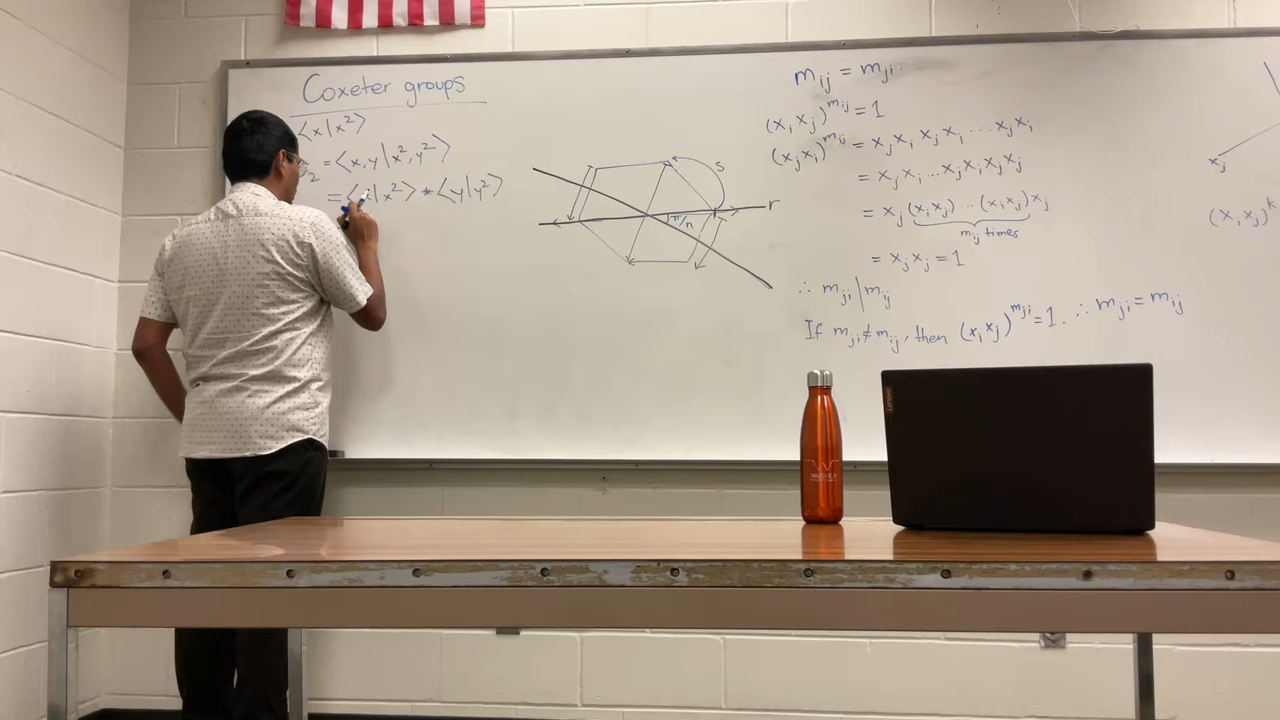 Coxeter groups
⟨x|x²⟩
2 = ⟨x, y|x², y²⟩
= ⟨x|x²⟩ * ⟨y|y²⟩
s
r
π/n
m_ij = m_ji.
(x_i x_j)^{m_ij} = 1
(x_j x_i)^{m_ij} = x_j x_i x_j x_i ... x_j x_i
= x_j x_i ... x_j x_i x_j x_j
= x_j (x_i x_j) ... (x_i x_j) x_j
m_ij times
= x_j x_j = 1
∴ m_ji | m_ij
If m_ji ≠ m_ij, then (x_i x_j)^{m_ji} = 1. ∴ m_ji = m_ij
x_j
(x_i x_j)^k
Lenovo